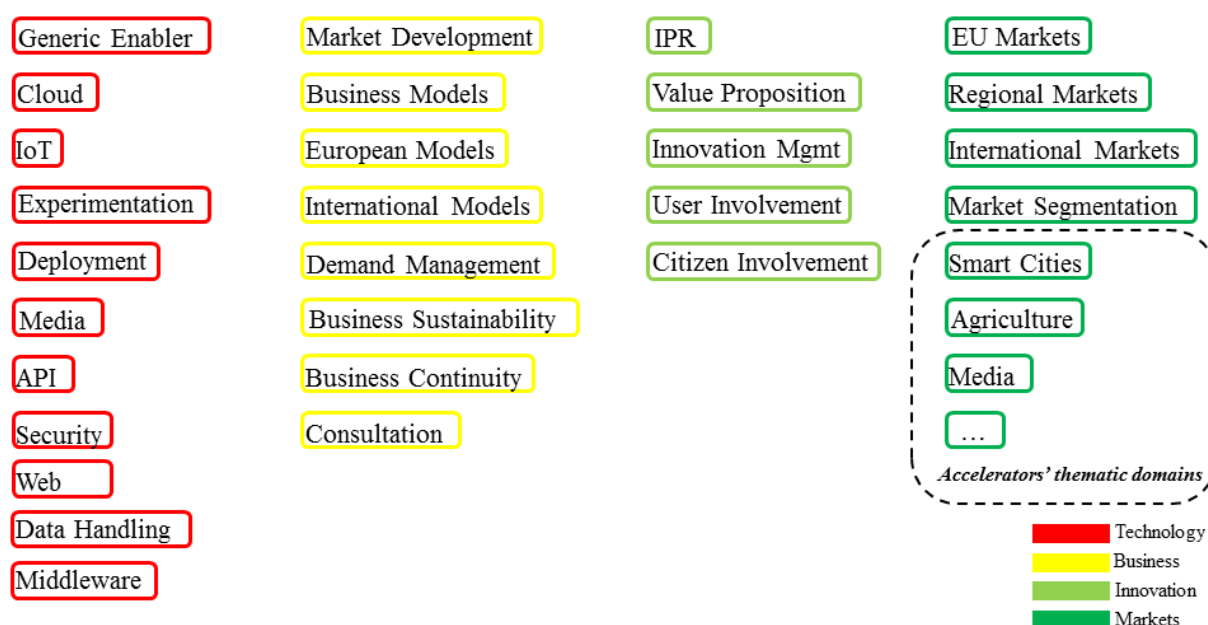 Generic Enabler
Cloud
IoT
Experimentation
Deployment
Media
API
Security
Web
Data Handling
Middleware
Market Development
Business Models
European Models
International Models
Demand Management
Business Sustainability
Business Continuity
Consultation
IPR
Value Proposition
Innovation Mgmt
User Involvement
Citizen Involvement
EU Markets
Regional Markets
International Markets
Market Segmentation
Smart Cities
Agriculture
Media
…
Accelerators’ thematic domains
Technology
Business
Innovation
Markets